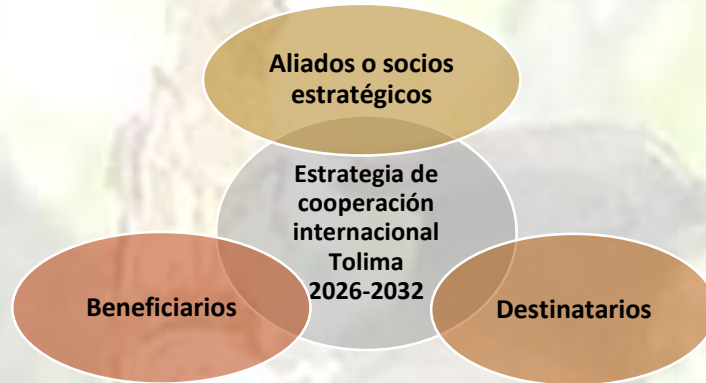 Aliados o socios
estratégicos
Estrategia de
cooperación
internacional
Tolima
2026-2032
Beneficiarios
Destinatarios